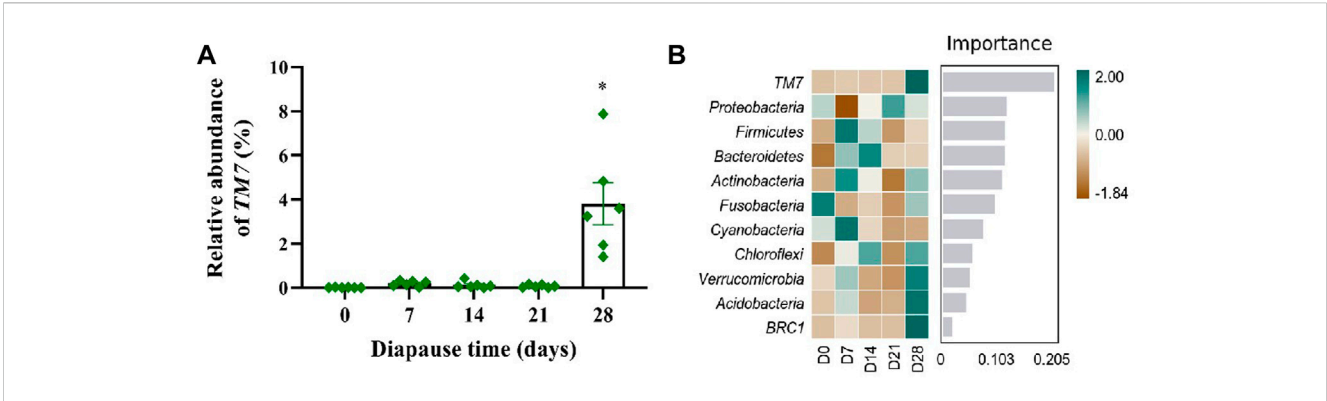 A
Relative abundance
of TM7 (%)
10
8
6
4
2
0
*
0 7 14 21 28
Diapause time (days)
B
Importance
TM7
Proteobacteria
Firmicutes
Bacteroidetes
Actinobacteria
Fusobacteria
Cyanobacteria
Chloroflexi
Verrucomicrobia
Acidobacteria
BRC1
D0 D7 D14 D21 D28
0 0.103 0.205
2.00
0.00
-1.84